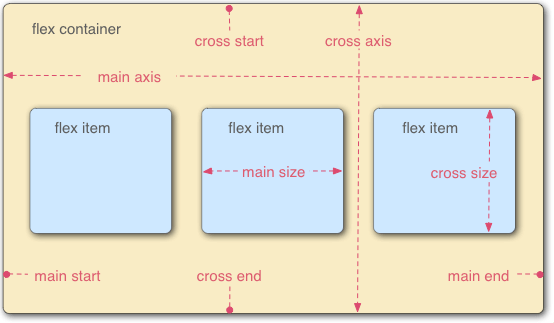 flex container
cross start
cross axis
main axis
flex item
flex item
flex item
main size
cross size
main start
cross end
main end